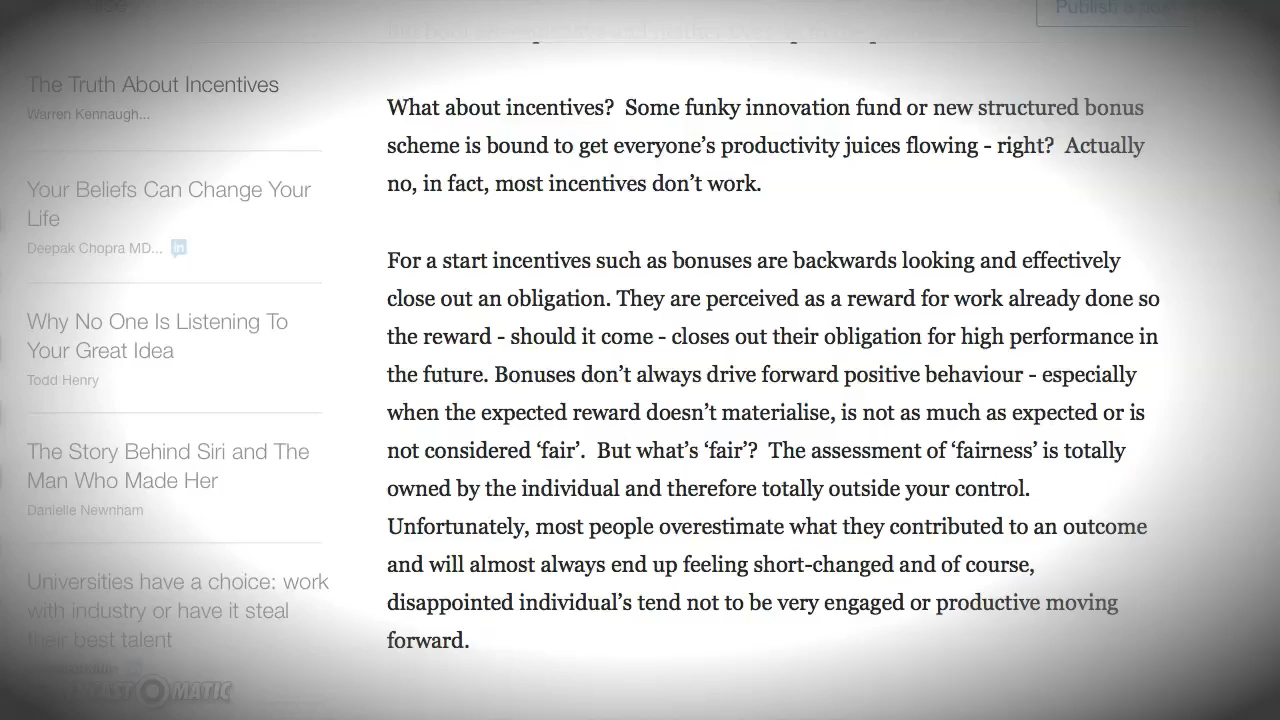 Publish a post
The Truth About Incentives
Warren Kennaugh...
Your Beliefs Can Change Your
Life
Deepak Chopra MD...
in
Why No One Is Listening To
Your Great Idea
Todd Henry
The Story Behind Siri and The
Man Who Made Her
Danielle Newnham
Universities have a choice: work
with industry or have it steal
their best talent
What about incentives?  Some funky innovation fund or new structured bonus
scheme is bound to get everyone’s productivity juices flowing - right?  Actually
no, in fact, most incentives don’t work.
For a start incentives such as bonuses are backwards looking and effectively
close out an obligation. They are perceived as a reward for work already done so
the reward - should it come - closes out their obligation for high performance in
the future. Bonuses don’t always drive forward positive behaviour - especially
when the expected reward doesn’t materialise, is not as much as expected or is
not considered ‘fair’.  But what’s ‘fair’?  The assessment of ‘fairness’ is totally
owned by the individual and therefore totally outside your control.
Unfortunately, most people overestimate what they contributed to an outcome
and will almost always end up feeling short-changed and of course,
disappointed individual’s tend not to be very engaged or productive moving
forward.